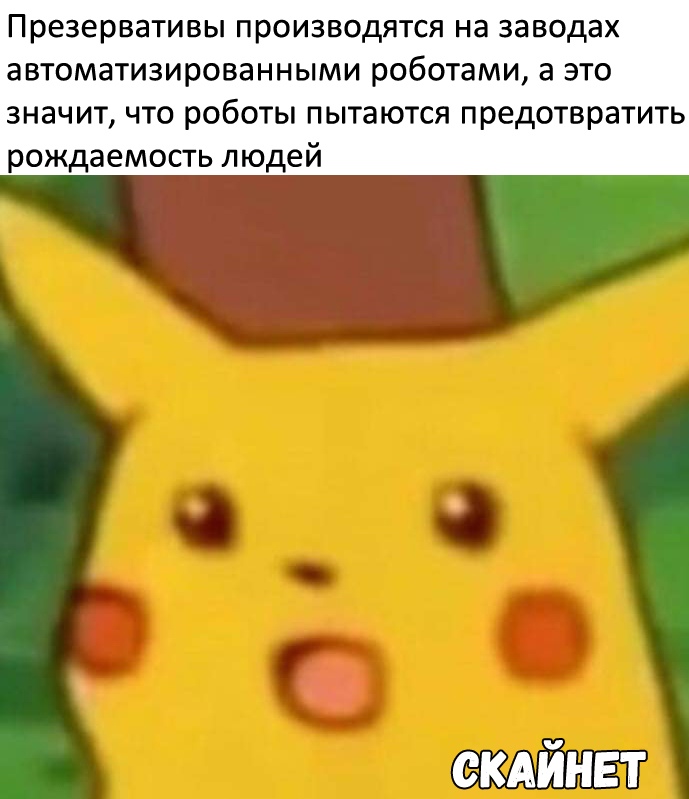 Презервативы производятся на заводах
автоматизированными роботами, а это
значит, что роботы пытаются предотвратить
рождаемость людей
СКАЙНЕТ